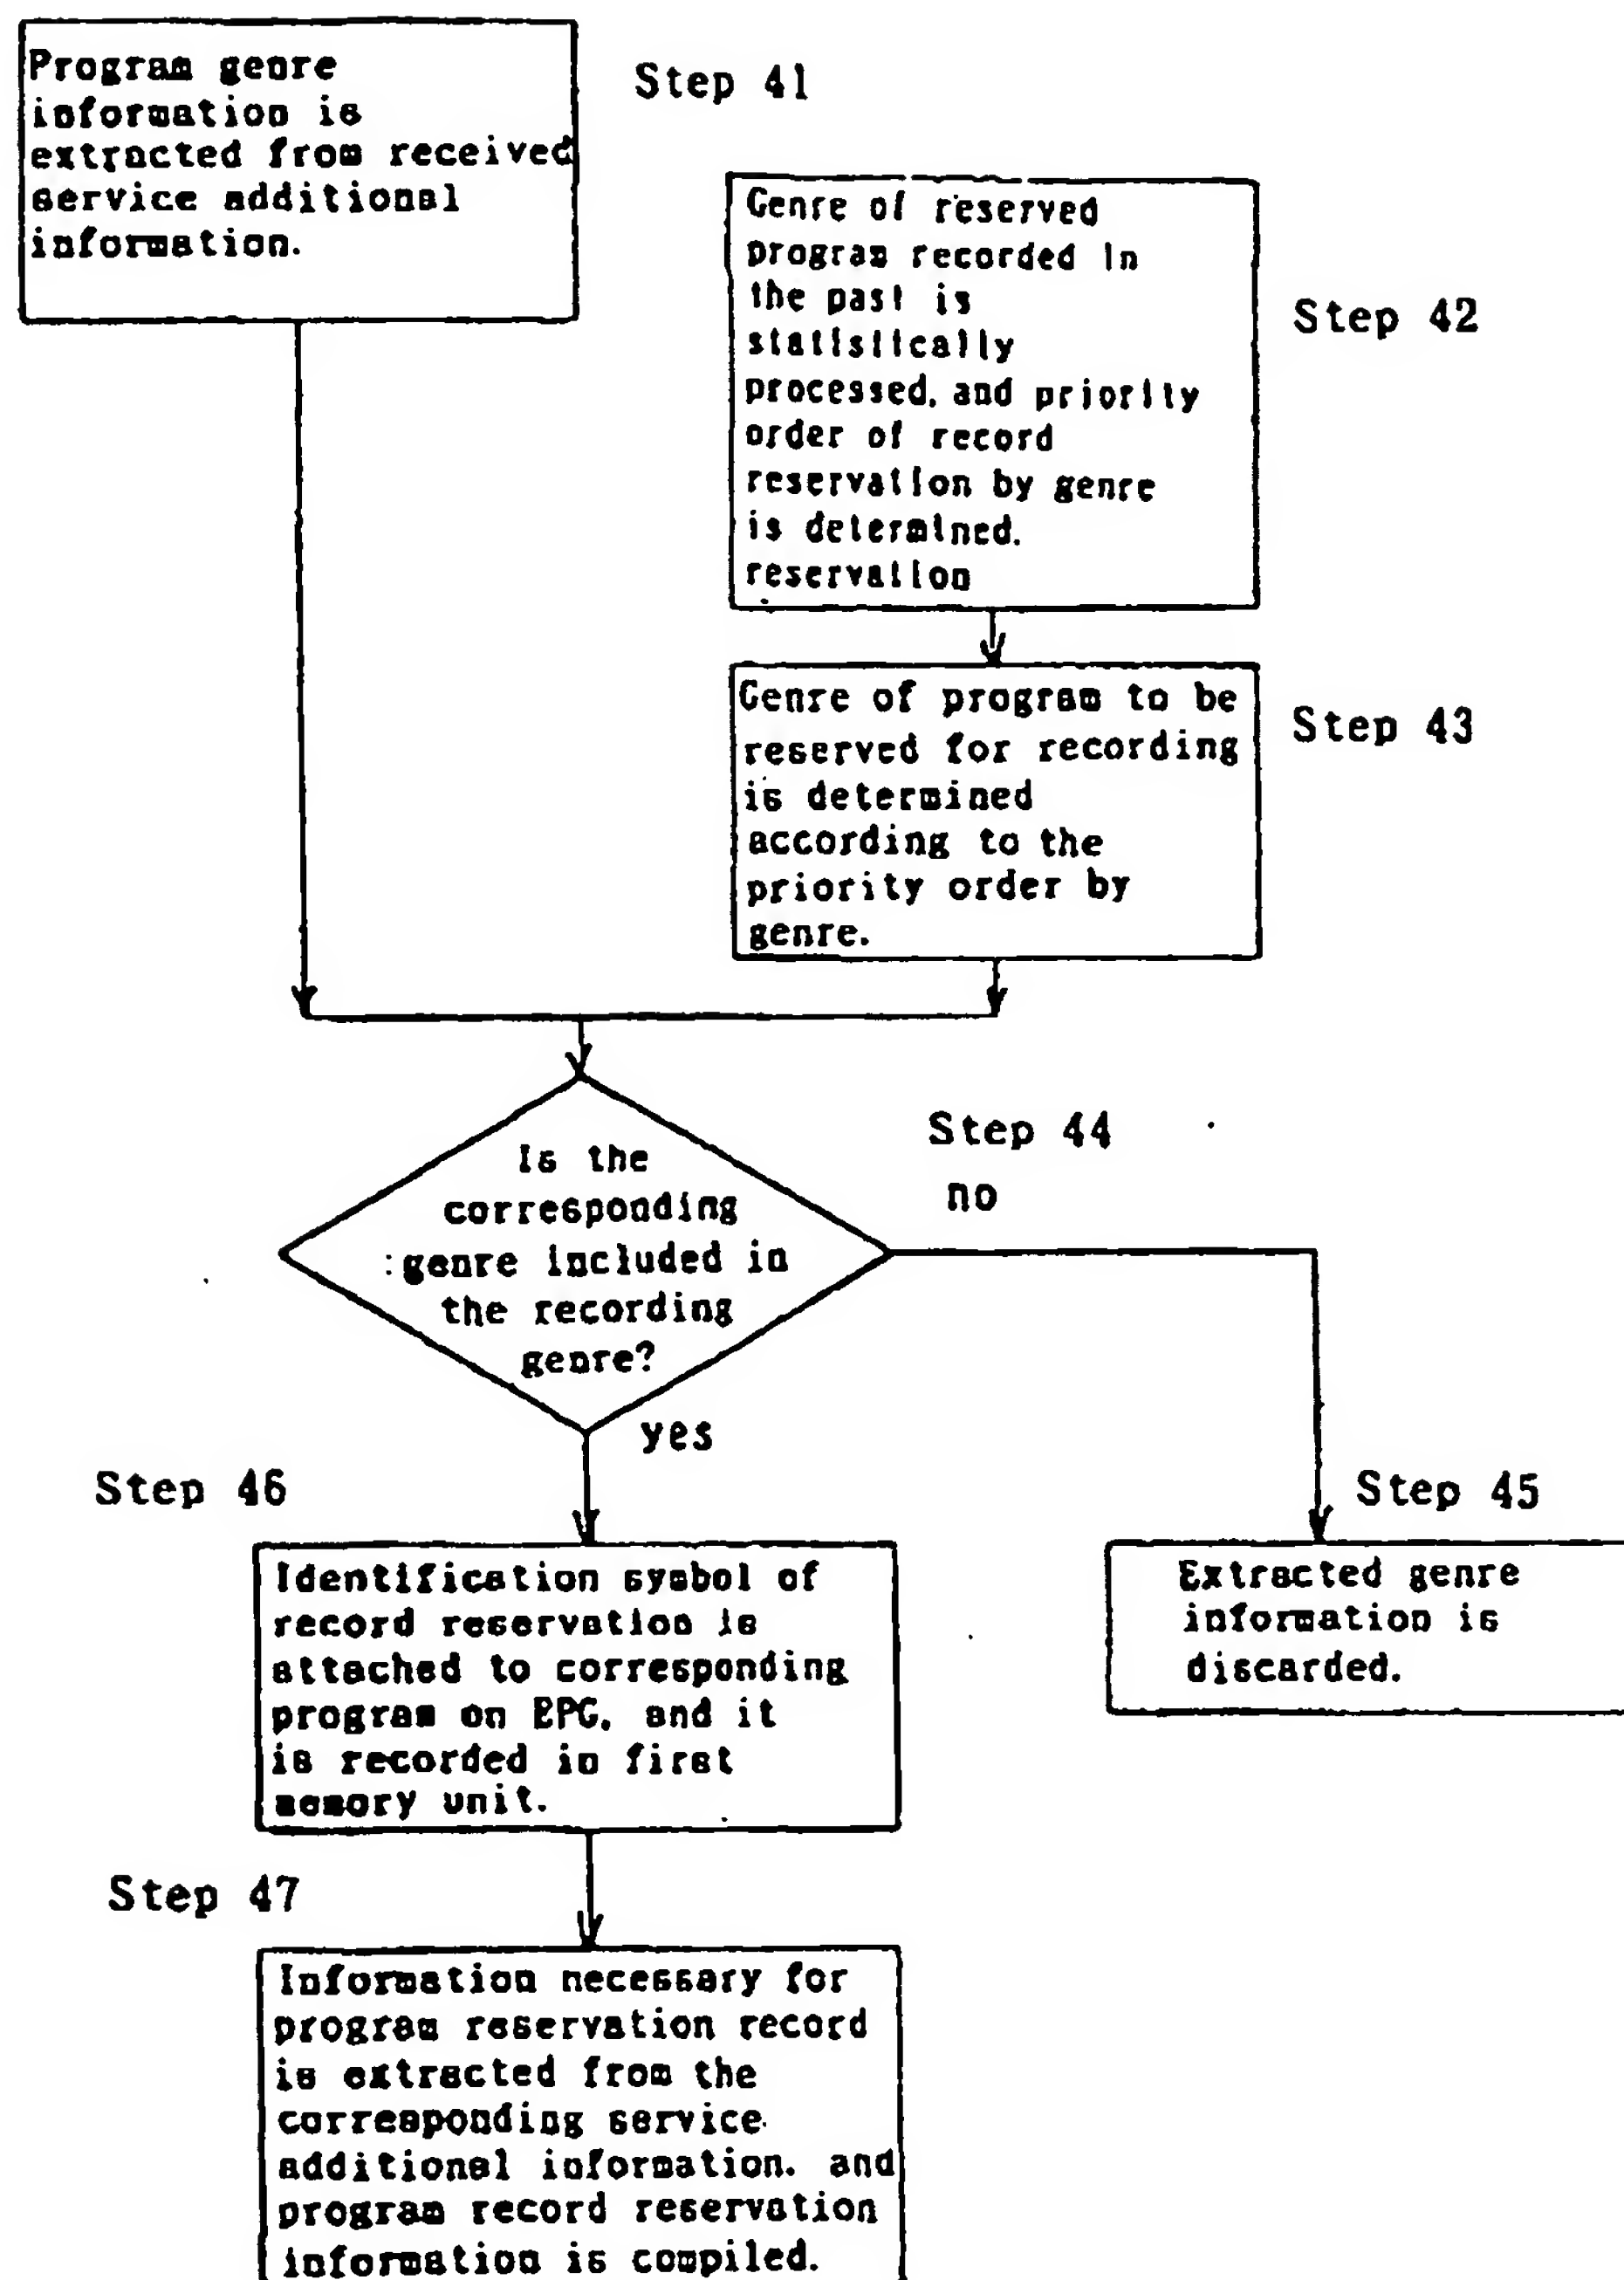 Program genre
information is
extracted from received
service additional
information.
Step 41
Genre of reserved
program recorded in
the past is
statistically
processed, and priority
order of record
reservation by genre
is determined.
reservation
Step 42
Genre of program to be
reserved for recording
is determined
according to the
priority order by
genre.
Step 43
Is the
corresponding
genre included in
the recording
genre?
Step 44
no
yes
Step 46
Identification symbol of
record reservation is
attached to corresponding
program on EPG, and it
is recorded in first
memory unit.
Step 45
Extracted genre
information is
discarded.
Step 47
Information necessary for
program reservation record
is extracted from the
corresponding service
additional information. and
program record reservation
information is compiled.